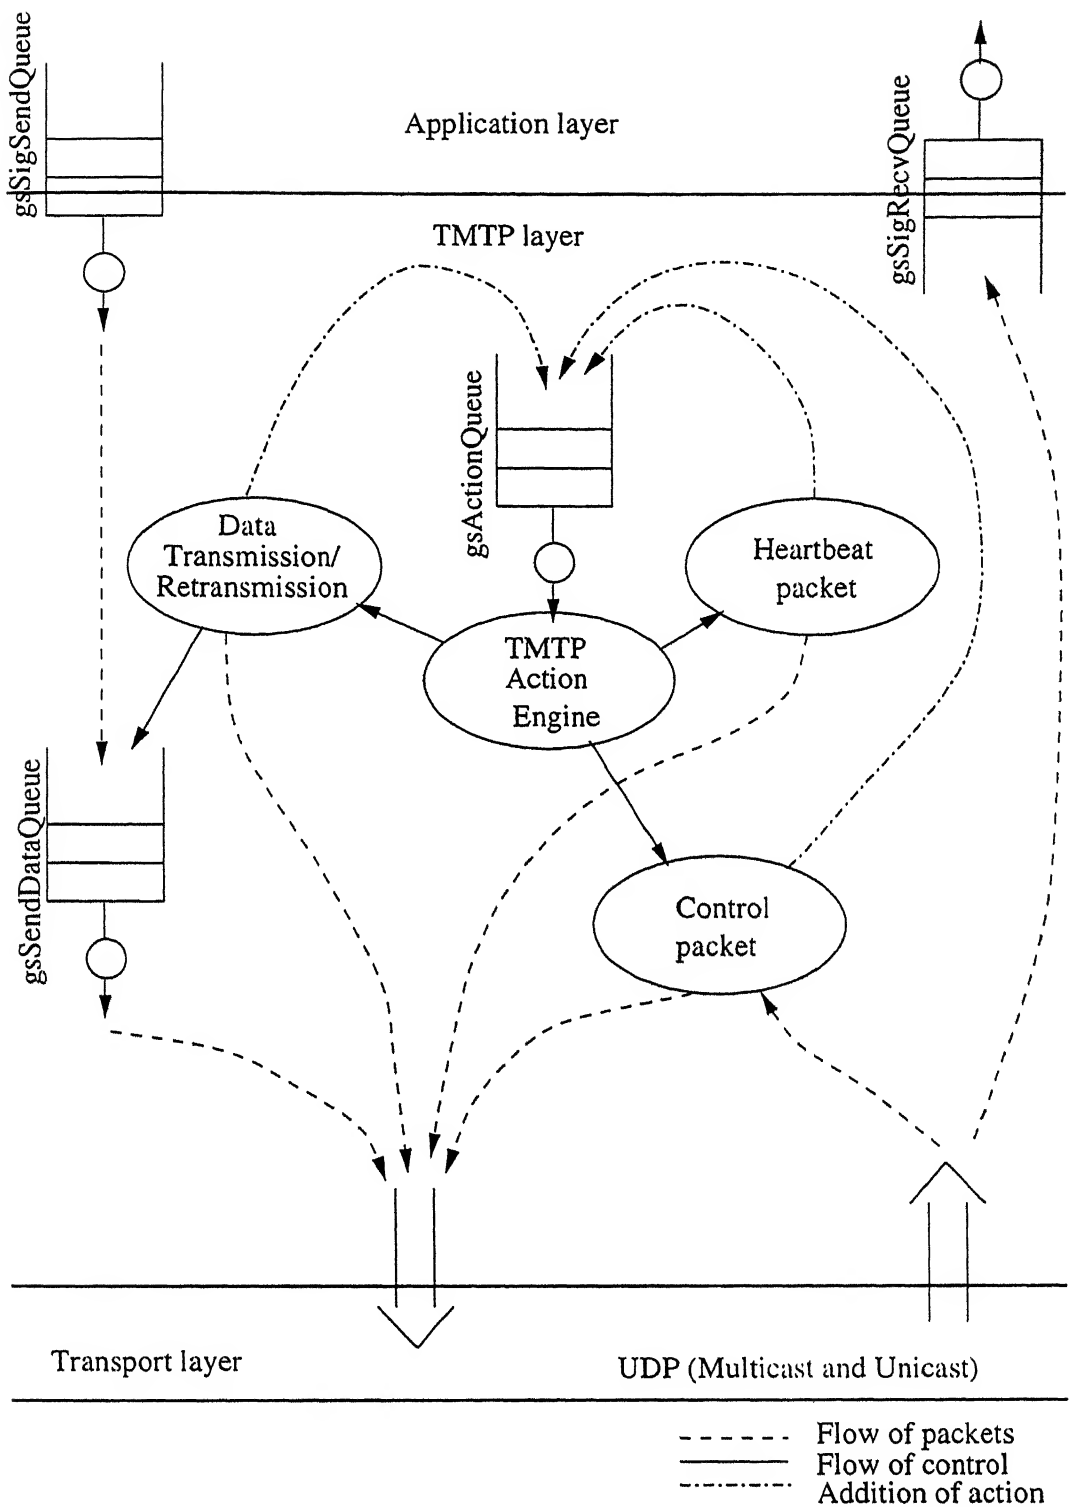 gsSigSendQueue
Application layer
gsSigRecvQueue
TMTP layer
gsActionQueue
Data
Transmission/
Retransmission
Heartbeat
packet
TMTP
Action
Engine
gsSendDataQueue
Control
packet
Transport layer
UDP (Multicast and Unicast)
Flow of packets
Flow of control
Addition of action